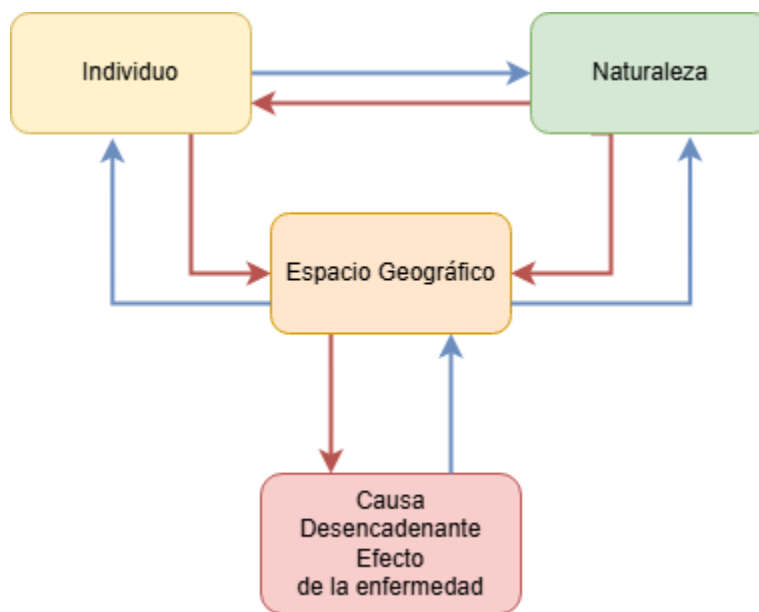 Individuo
Naturaleza
Espacio Geográfico
Causa
Desencadenante
Efecto
de la enfermedad